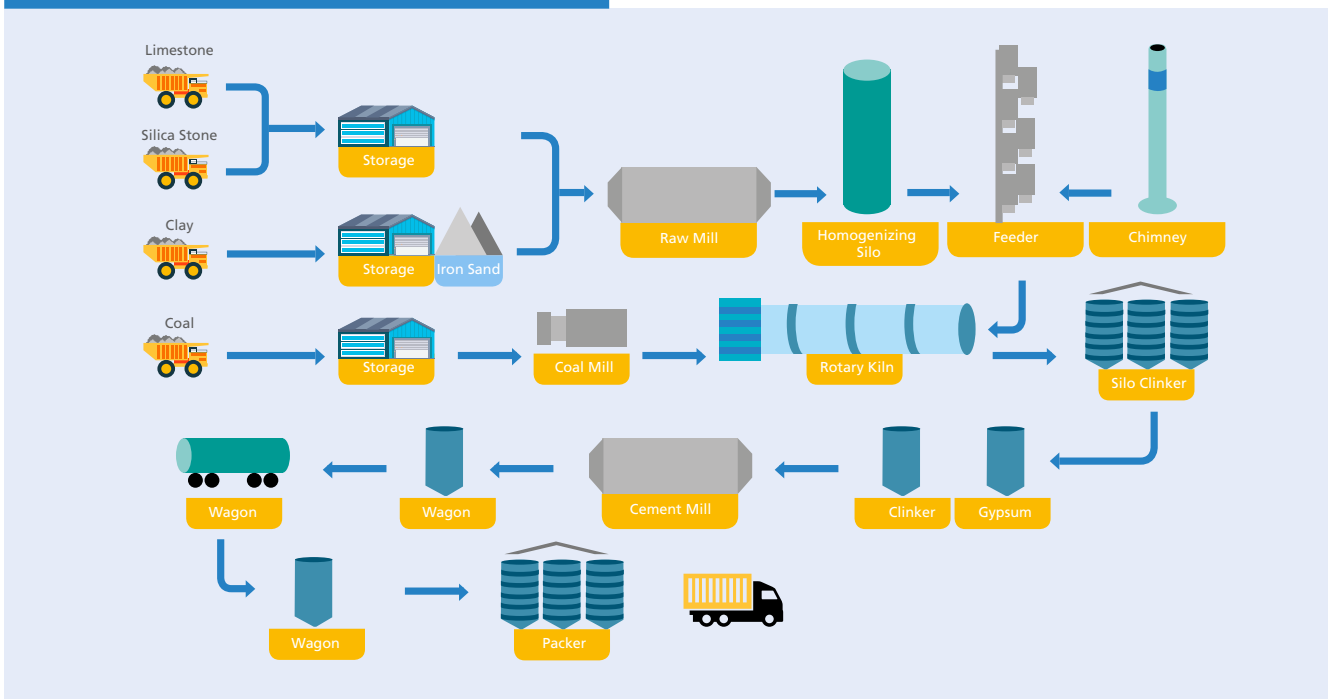 Limestone
Silica Stone
Storage
Clay
Storage
Iron Sand
Raw Mill
Homogenizing
Silo
Feeder
Chimney
Coal
Storage
Coal Mill
Rotary Kiln
Silo Clinker
Wagon
Wagon
Cement Mill
Clinker
Gypsum
Wagon
Packer